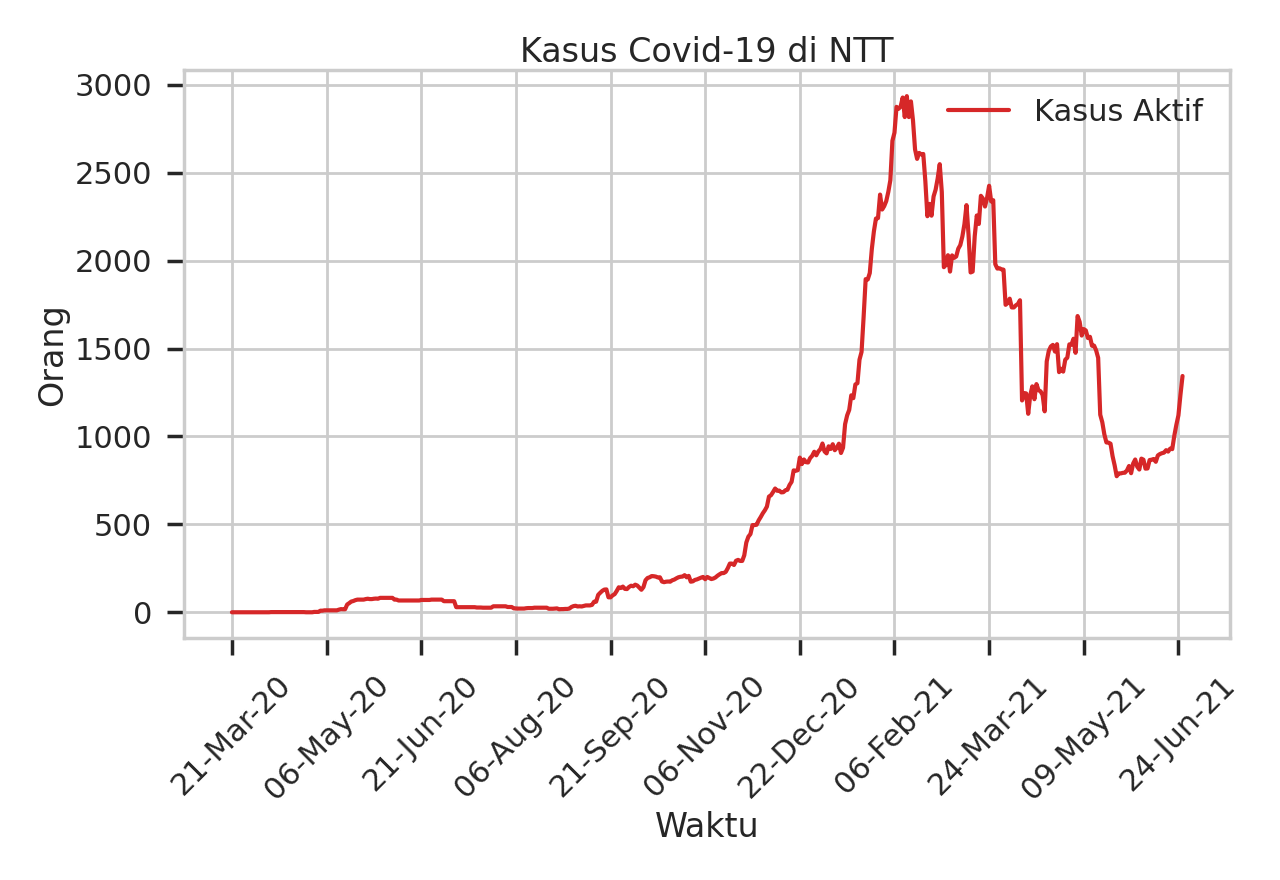 Kasus Covid-19 di NTT
Kasus Aktif
Orang
3000
2500
2000
1500
1000
500
0
21-Mar-20
06-May-20
21-Jun-20
06-Aug-20
21-Sep-20
06-Nov-20
22-Dec-20
06-Feb-21
24-Mar-21
09-May-21
24-Jun-21
Waktu